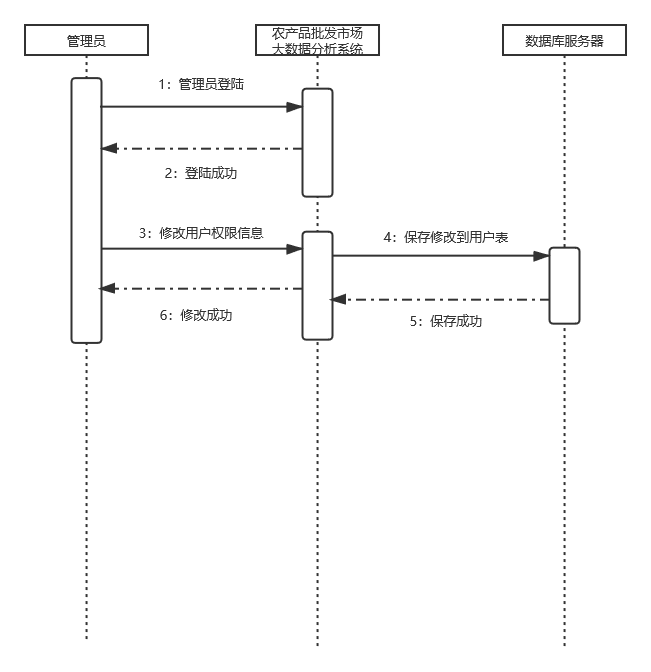 管理员
农产品批发市场
大数据分析系统
数据库服务器
1：管理员登陆
2：登陆成功
3：修改用户权限信息
4：保存修改到用户表
6：修改成功
5：保存成功